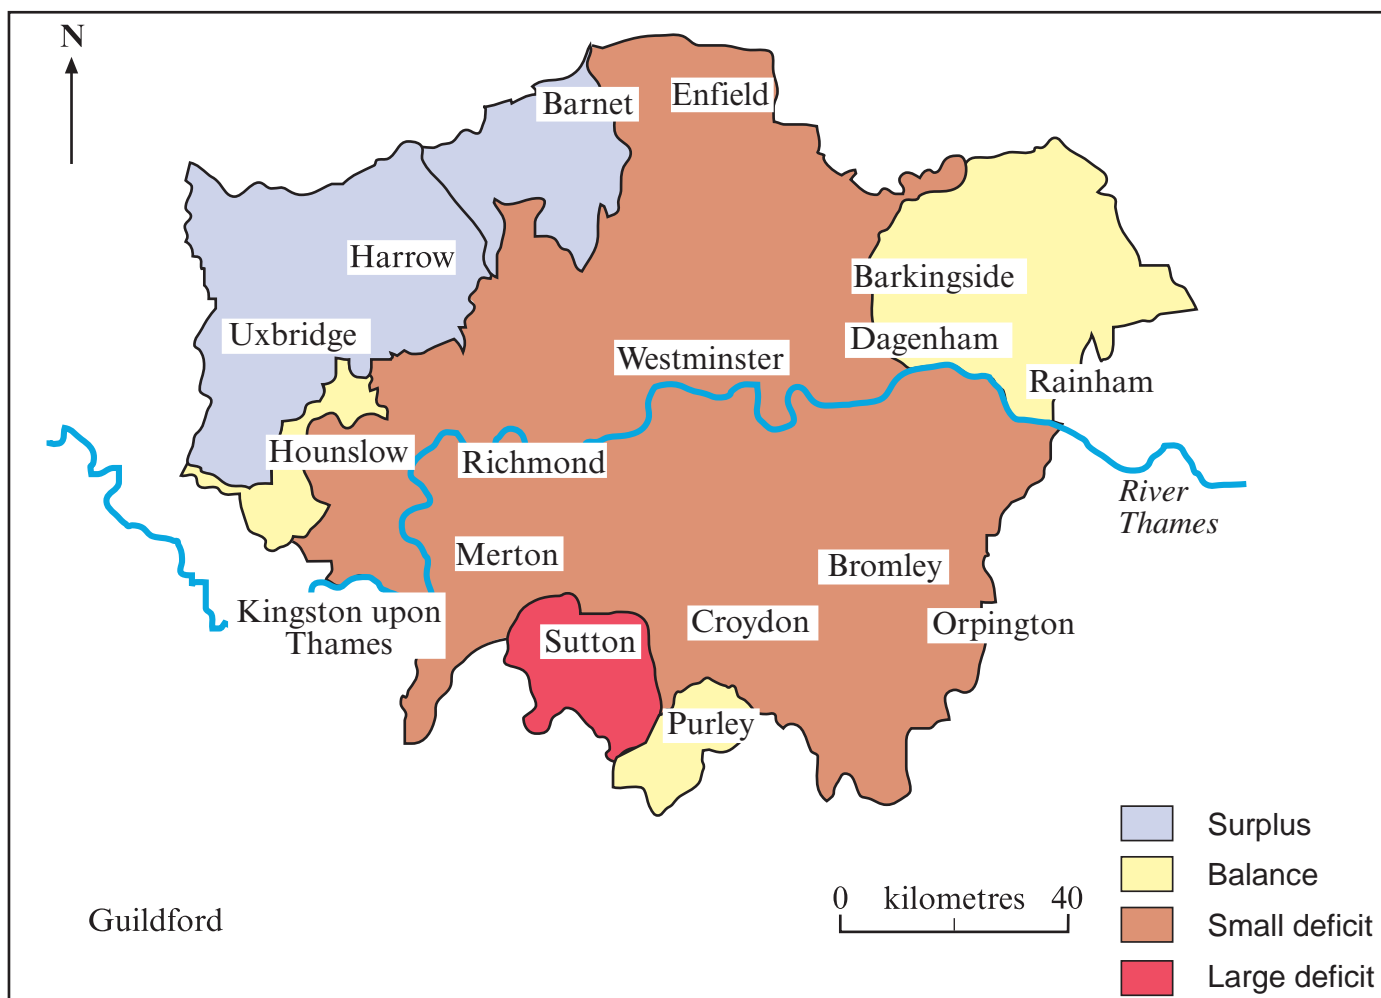 N
Barnet
Enfield
Harrow
Barkingside
Uxbridge
Dagenham
Westminster
Rainham
Hounslow
Richmond
River
Thames
Merton
Bromley
Kingston upon
Thames
Croydon
Orpington
Sutton
Purley
Surplus
Balance
0 kilometres 40
Guildford
Small deficit
Large deficit